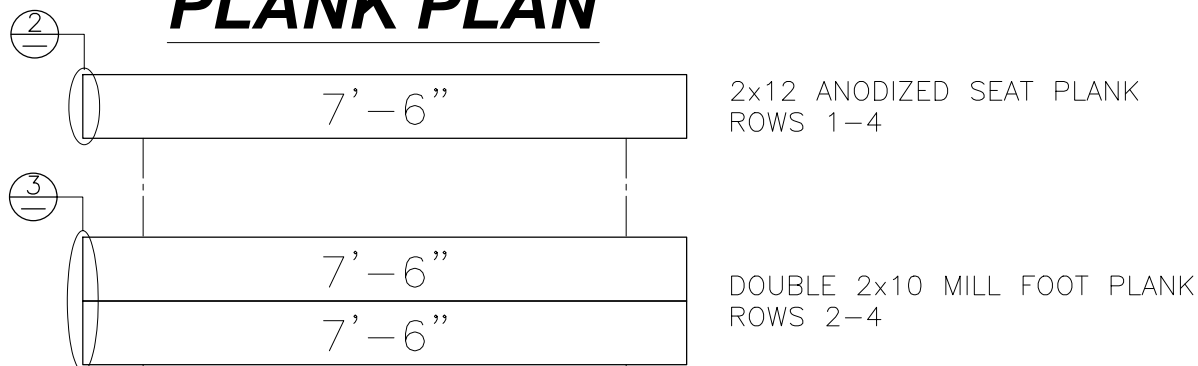 PLANK PLAN
2
7'-6"
2x12 ANODIZED SEAT PLANK
ROWS 1-4
3
7'-6"
7'-6"
DOUBLE 2x10 MILL FOOT PLANK
ROWS 2-4